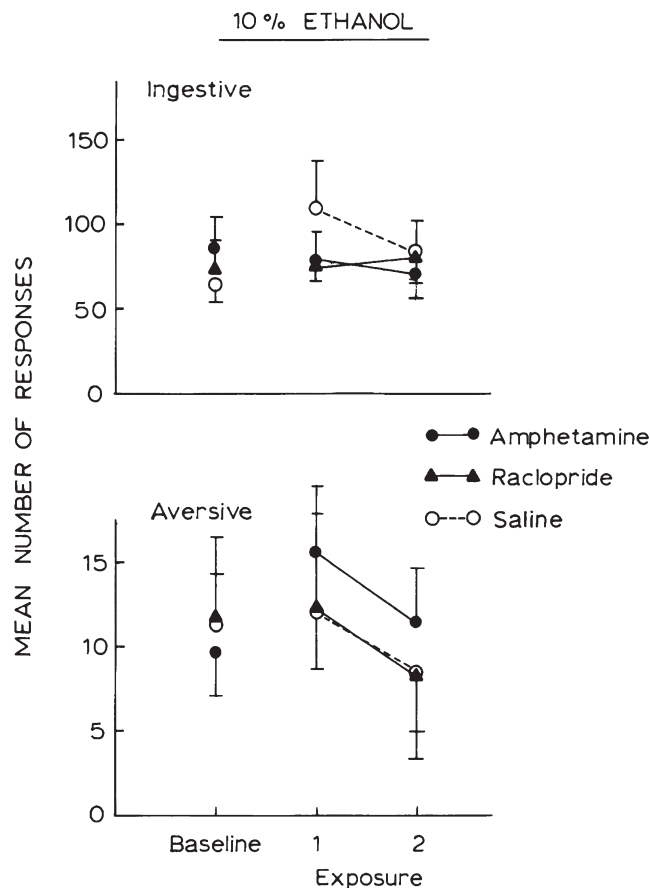 10 % ETHANOL
Ingestive
150
100
50
0
MEAN NUMBER OF RESPONSES
Amphetamine
Raclopride
Saline
Aversive
15
10
5
0
Baseline 1 2
Exposure